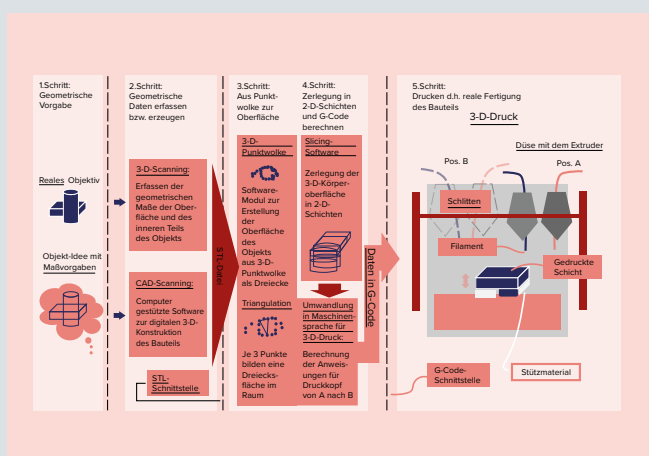 1.Schritt:
Geometrische
Vorgabe
Reales Objektiv
Objekt-Idee mit
Maßvorgaben
2.Schritt:
Geometrische
Daten erfassen
bzw. erzeugen
3-D-Scanning:
Erfassen der
geometrischen
Maße der Ober-
fläche und des
inneren Teils
des Objekts
CAD-Scanning:
Computer
gestützte Software
zur digitalen 3-D-
Konstruktion
des Bauteils
STL-
Schnittstelle
STL-Datei
3.Schritt:
Aus Punkt-
wolke zur
Oberfläche
3-D-
Punktwolke
Software-
Modul zur
Erstellung
der
Oberfläche
des
Objekts
aus 3-D-
Punktwolke
als Dreiecke
Triangulation
Je 3 Punkte
bilden eine
Dreiecks-
fläche im
Raum
4.Schritt:
Zerlegung in
2-D-Schichten
und G-Code
berechnen
Slicing-
Software
Zerlegung der
3-D-Körper-
oberfläche
in 2-D-
Schichten
Umwandlung
in Maschinen-
sprache für
3-D-Druck:
Berechnung
der Anweis-
ungen für
Druckkopf
von A nach B
Daten in G-Code
5.Schritt:
Drucken d.h. reale Fertigung
des Bauteils
3-D-Druck
Düse mit dem Extruder
Pos. B
Pos. A
Schlitten
Filament
Gedruckte
Schicht
G-Code-
Schnittstelle
Stützmaterial